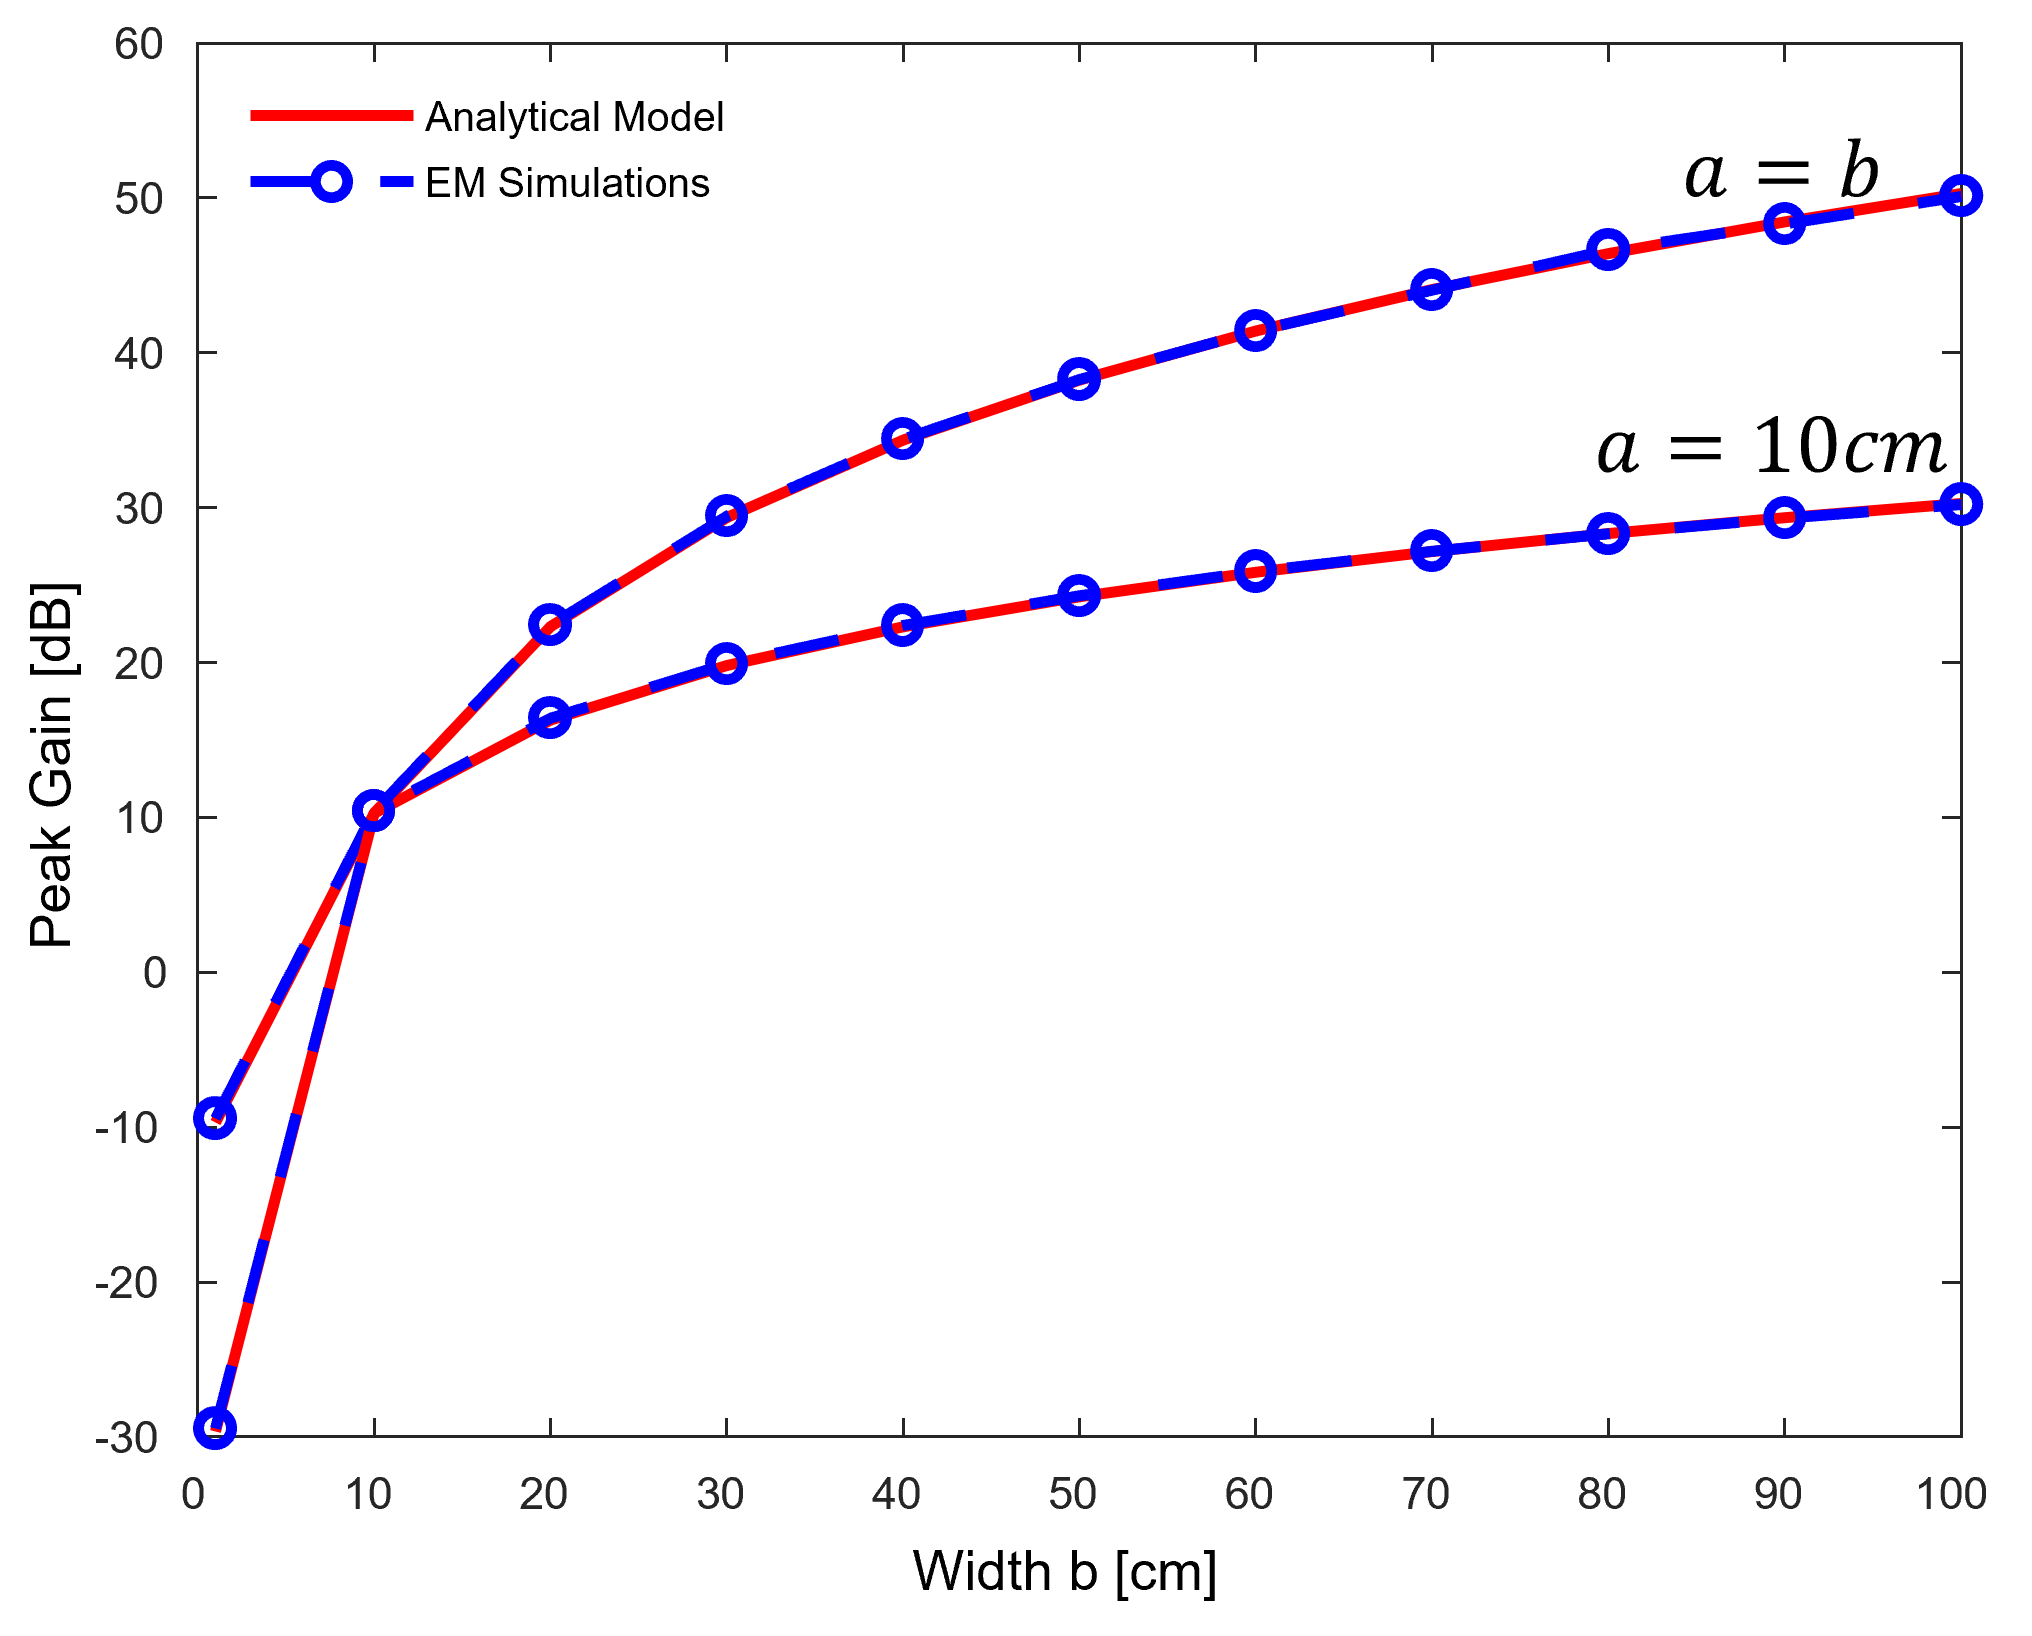 60
50
40
30
20
10
0
-10
-20
-30
Peak Gain [dB]
Analytical Model
EM Simulations
a = b
a = 10cm
0 10 20 30 40 50 60 70 80 90 100
Width b [cm]